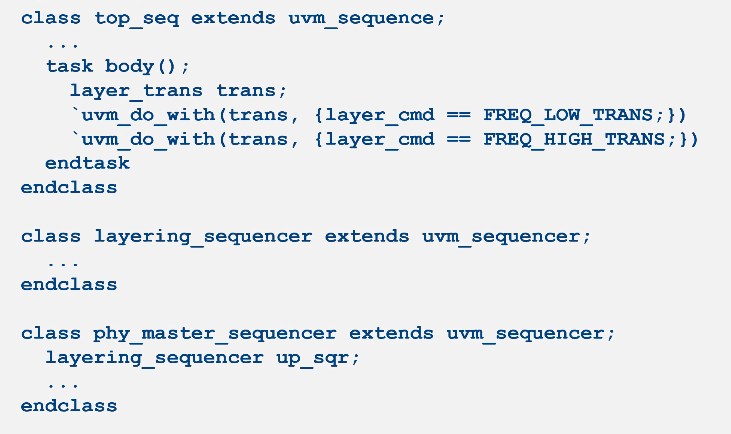 class top_seq extends uvm_sequence;
  ...
  task body();
    layer_trans trans;
    `uvm_do_with(trans, {layer_cmd == FREQ_LOW_TRANS;})
    `uvm_do_with(trans, {layer_cmd == FREQ_HIGH_TRANS;})
  endtask
endclass

class layering_sequencer extends uvm_sequencer;
  ...
endclass

class phy_master_sequencer extends uvm_sequencer;
  layering_sequencer up_sqr;
  ...
endclass